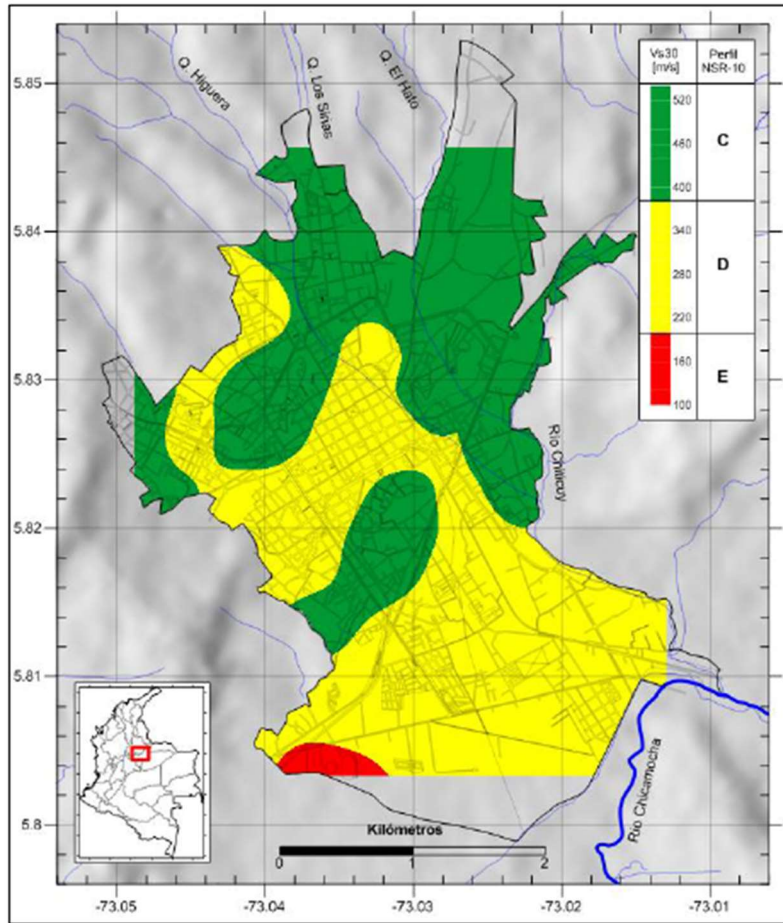 Q. Higuera
Q. Los Sinas
Q. El Hato
Vs30 [m/s]
Perfil NSR-10
520
460
400
C
340
280
220
D
160
100
E
5.85
5.84
5.83
5.82
5.81
5.8
Río Chiticuy
Río Chicamocha
Kilómetros
0
1
2
-73.05
-73.04
-73.03
-73.02
-73.01